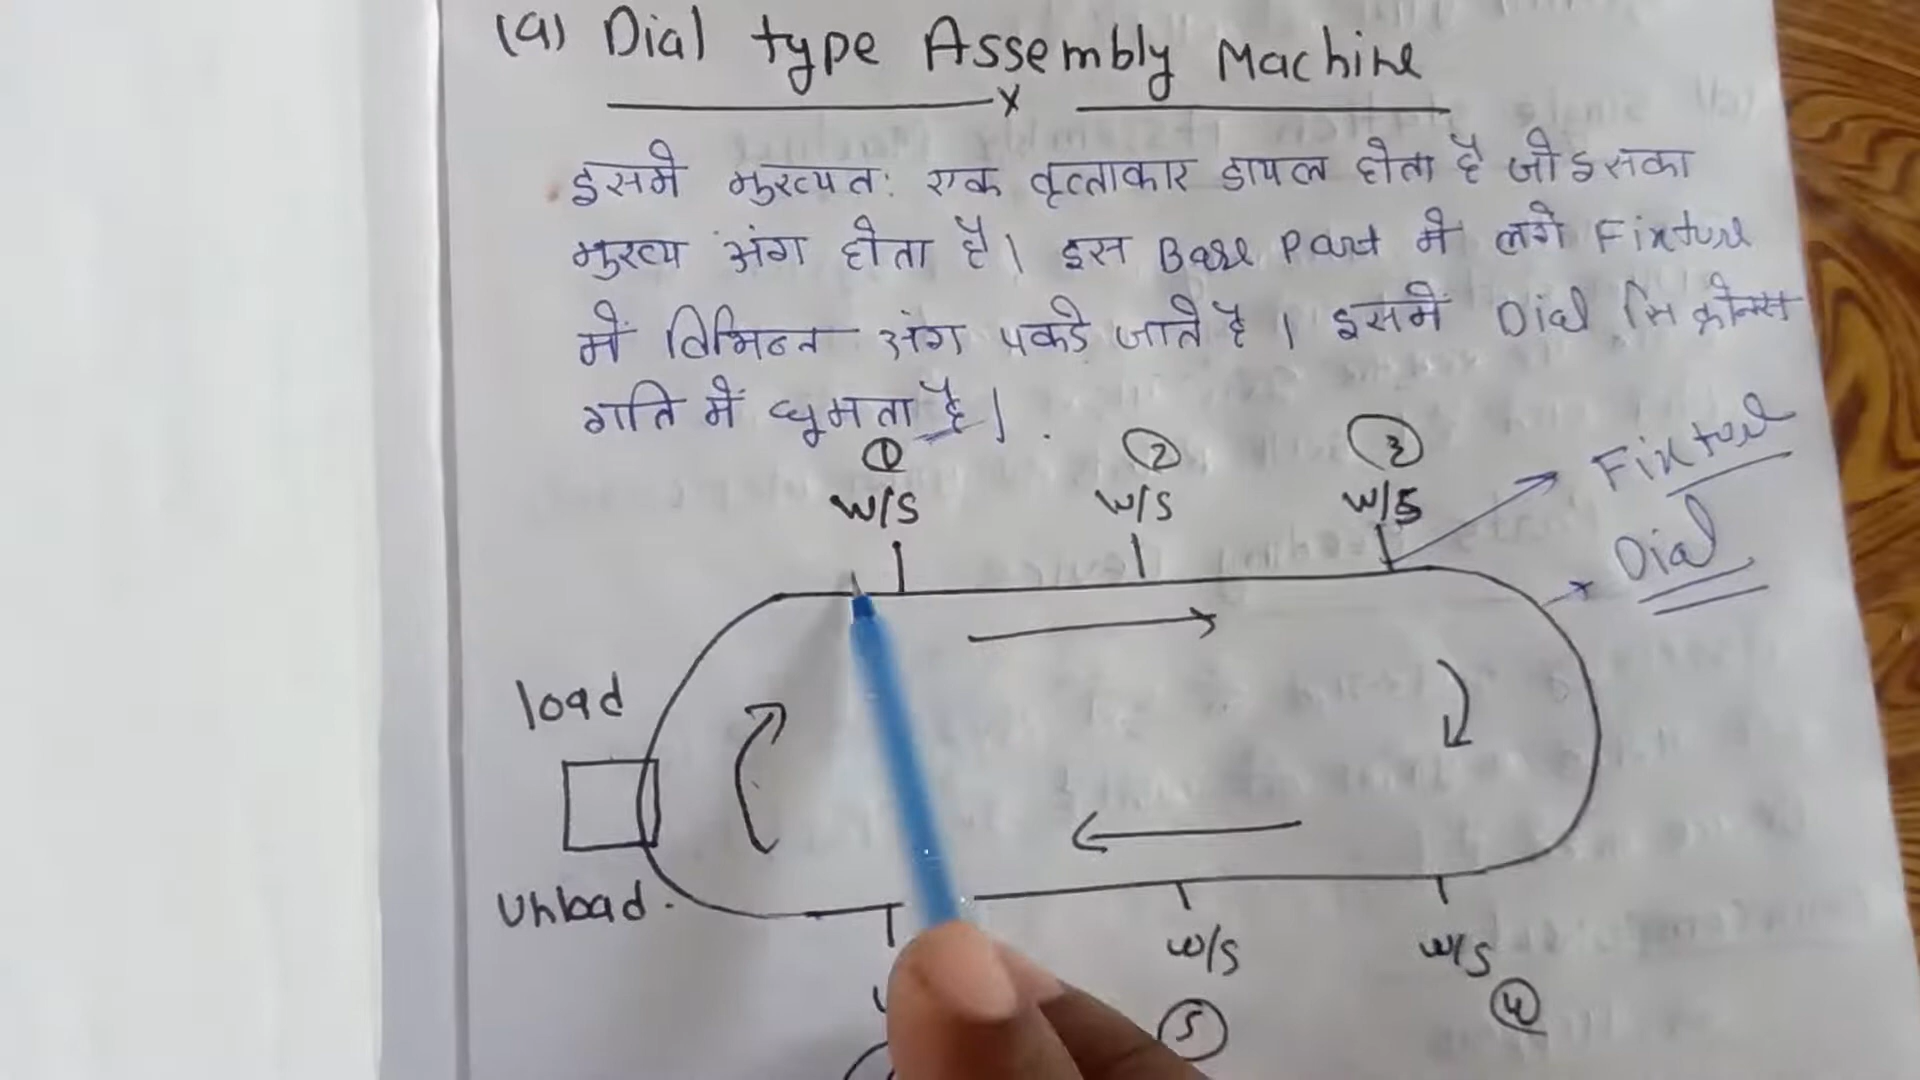 (a) Dial type Assembly Machine
इसमे मुख्यतः एक वृत्ताकार डायल होता है जो इसका
मुख्य अंग होता है। इस Base Part मे लगे Fixture
में विभिन्न अंग पकडे जाते है । इसमें Dial सिक्रोन्स
गति में घूमता है।
① ② ③
W/S W/S W/S
Fixture
Dial
load
unload.
W/S W/S
⑤ ④